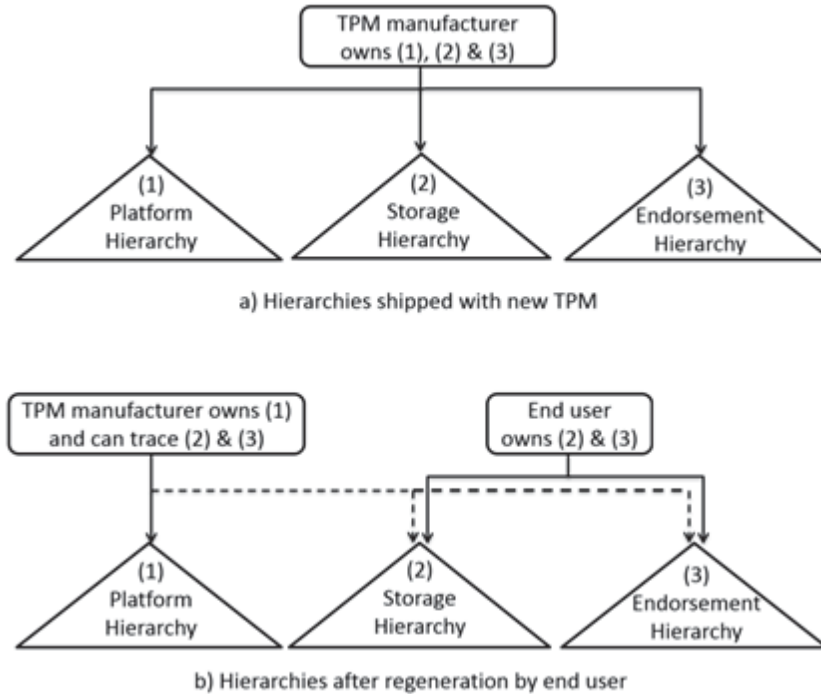 TPM manufacturer
owns (1), (2) & (3)
(1)
Platform
Hierarchy
(2)
Storage
Hierarchy
(3)
Endorsement
Hierarchy
a) Hierarchies shipped with new TPM
TPM manufacturer owns (1)
and can trace (2) & (3)
End user
owns (2) & (3)
(1)
Platform
Hierarchy
(2)
Storage
Hierarchy
(3)
Endorsement
Hierarchy
b) Hierarchies after regeneration by end user